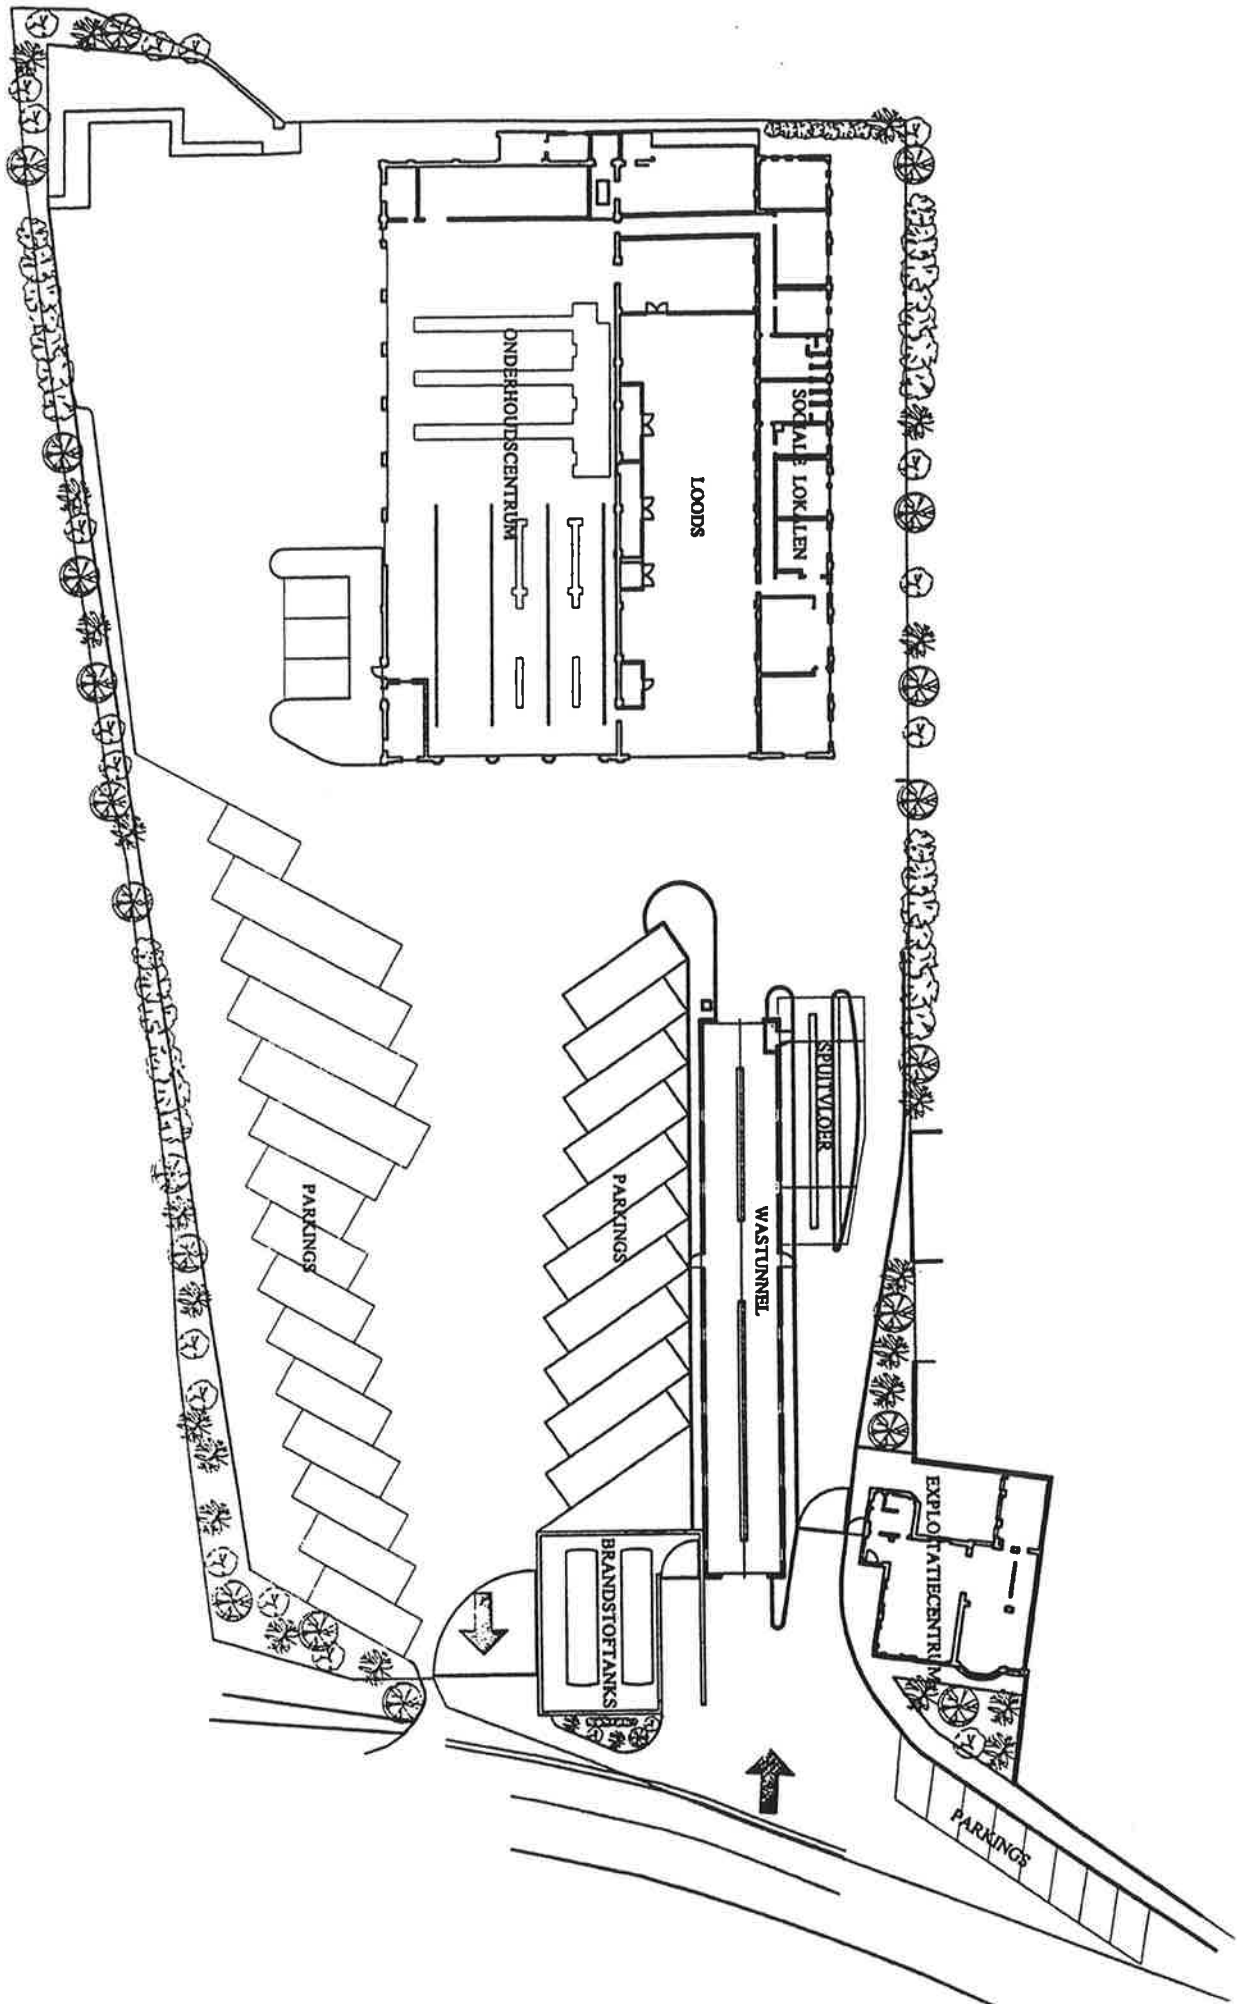 ONDERHOUDSCENTRUM
LOODS
SOCIALE LOKALEN
PARKINGS
PARKINGS
WASTUNNEL
SPUITVLOER
BRANDSTOFTANKS
EXPLOITATIECENTRUM
PARKINGS